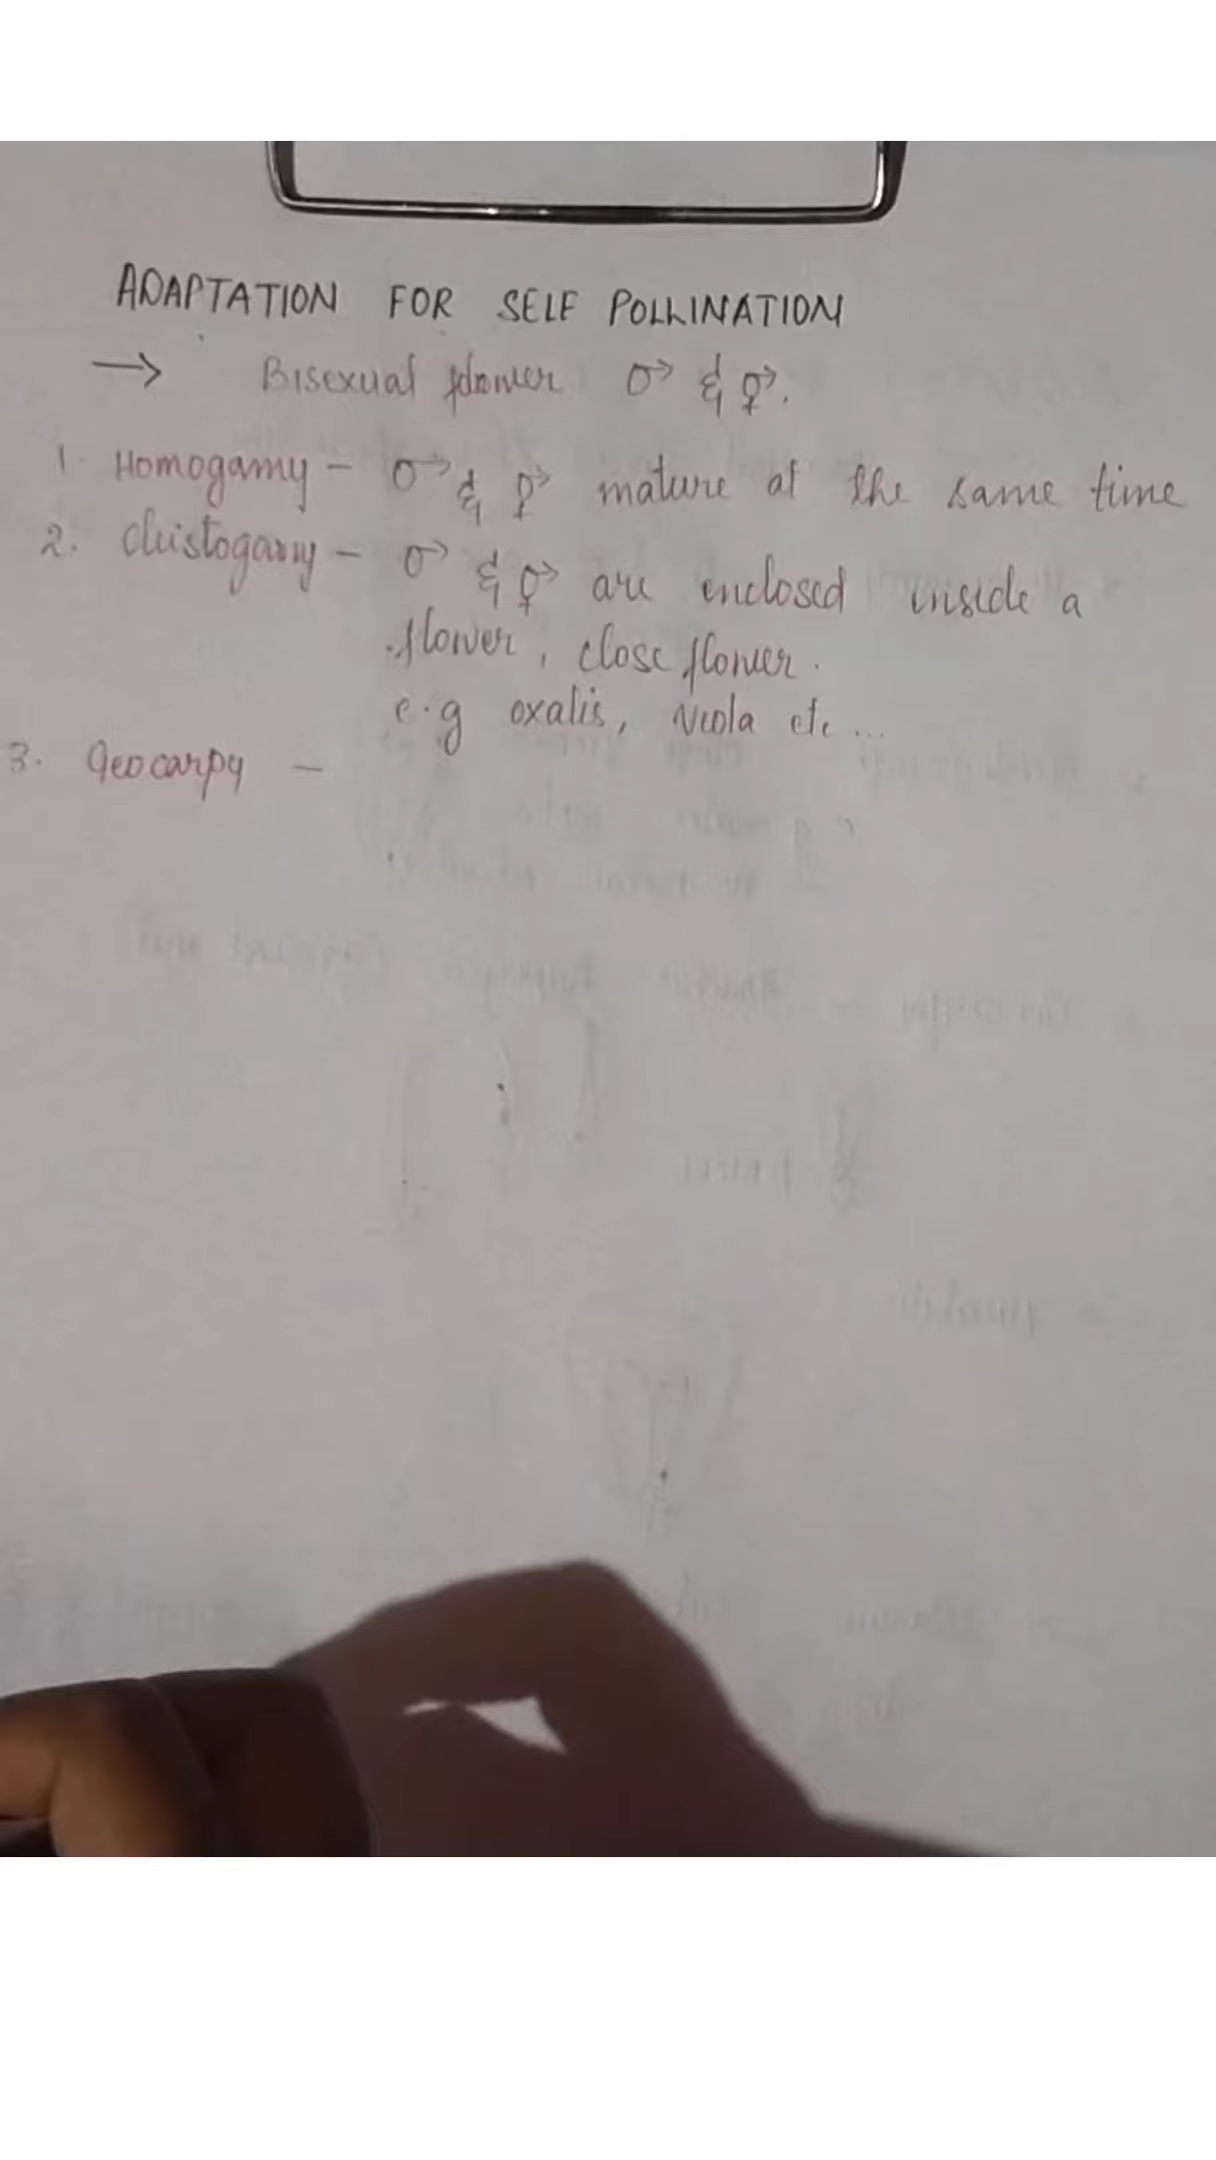 ADAPTATION FOR SELF POLLINATION
→ Bisexual flower ♂ & ⚥.
1. Homogamy - ♂ & ⚥ mature at the same time
2. Cleistogamy - ♂ & ⚥ are enclosed inside a
flower, close flower.
e.g oxalis, Viola etc ...
3. Geocarpy -